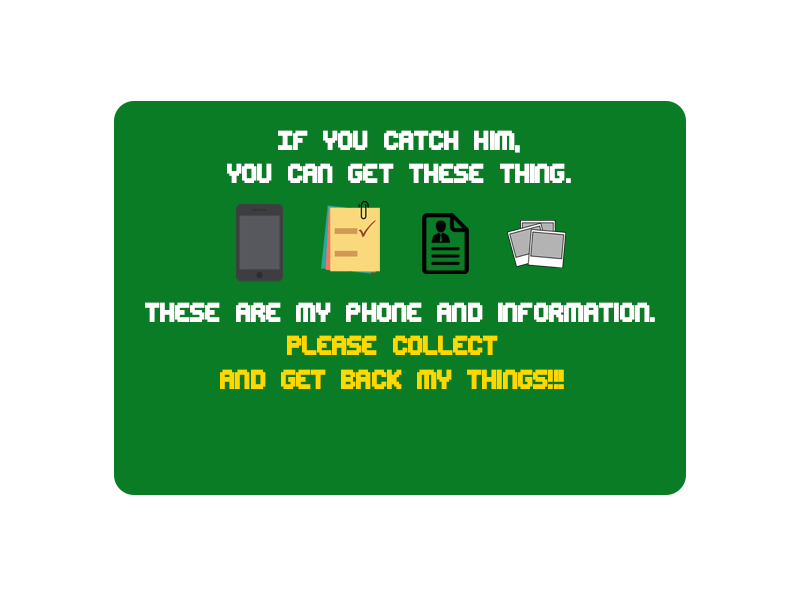 IF YOU CATCH HIM,
YOU CAN GET THESE THING.
THESE ARE MY PHONE AND INFORMATION.
PLEASE COLLECT
AND GET BACK MY THINGS!!!